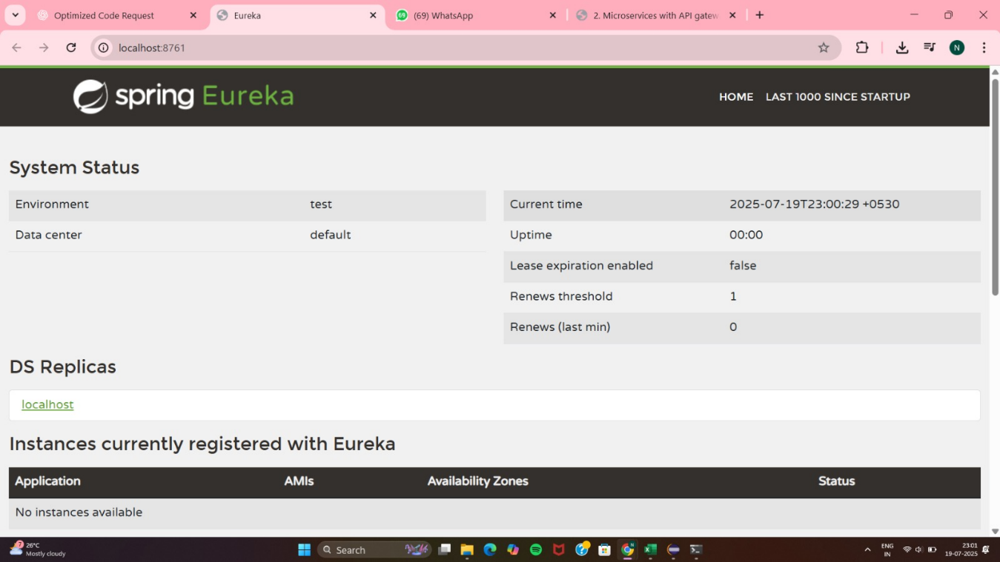 Optimized Code Request
Eureka
69
(69) WhatsApp
2. Microservices with API gatew
localhost:8761
N
spring Eureka
HOME LAST 1000 SINCE STARTUP
System Status
Environment test
Data center default
Current time 2025-07-19T23:00:29 +0530
Uptime 00:00
Lease expiration enabled false
Renews threshold 1
Renews (last min) 0
DS Replicas
localhost
Instances currently registered with Eureka
Application AMIs Availability Zones Status
No instances available
26°C
Mostly cloudy
Search
ENG
IN
23:01
19-07-2025